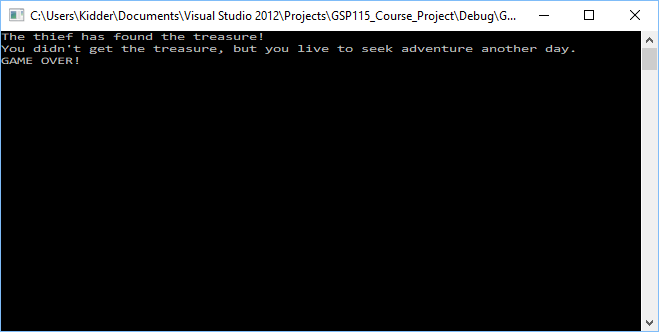 C:\Users\Kidder\Documents\Visual Studio 2012\Projects\GSP115_Course_Project\Debug\G...
The thief has found the treasure!
You didn't get the treasure, but you live to seek adventure another day.
GAME OVER!